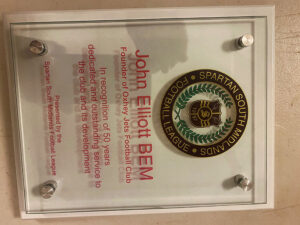 SPARTAN SOUTH MIDLANDS
FOOTBALL LEAGUE
John Elliott BEM
Founder of Oxhey Jets Football Club
In recognition of 50 years
dedicated and outstanding service to
the club and its development
Presented by the
Spartan South Midlands Football League